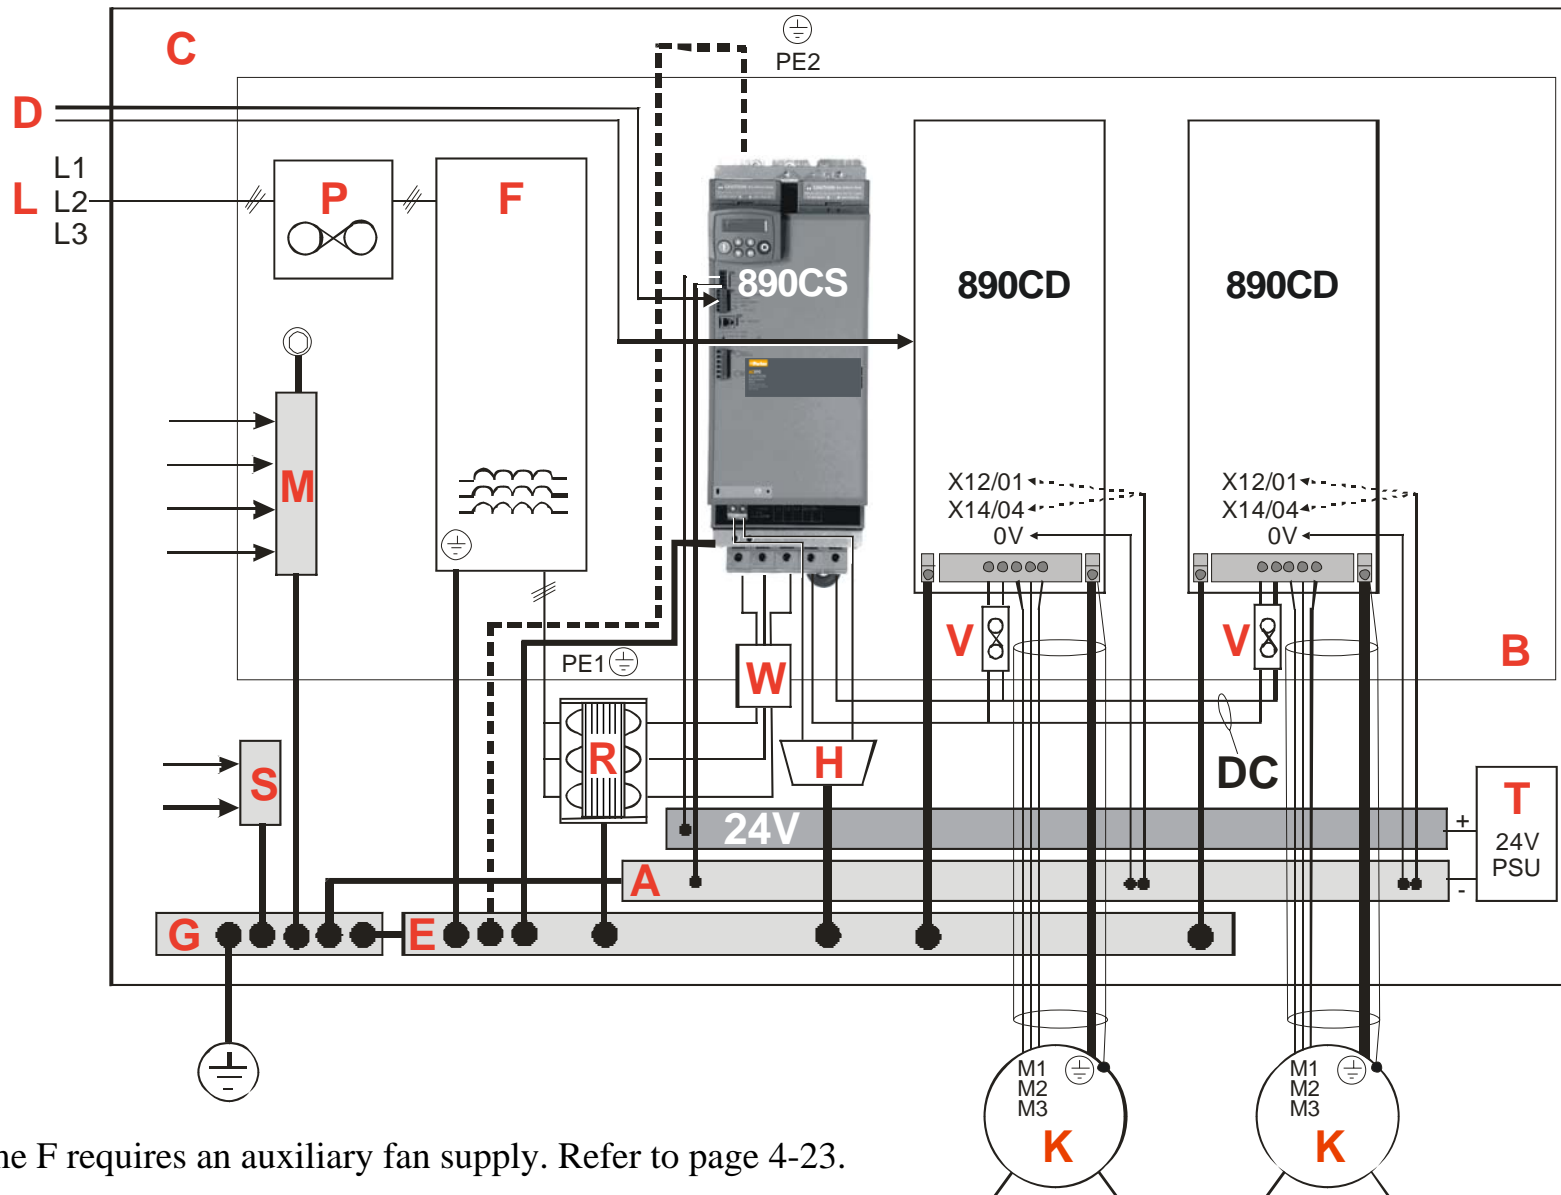 C
PE2
D
L1
L L2
L3
P
F
890CS
890CD
890CD
M
X12/01
X14/04
0V
X12/01
X14/04
0V
PE1
W
V
V
B
S
R
H
DC
T
24V
PSU
24V
+
A
-
G
E
M1
M2
M3
K
M1
M2
M3
K
ne F requires an auxiliary fan supply. Refer to page 4-23.